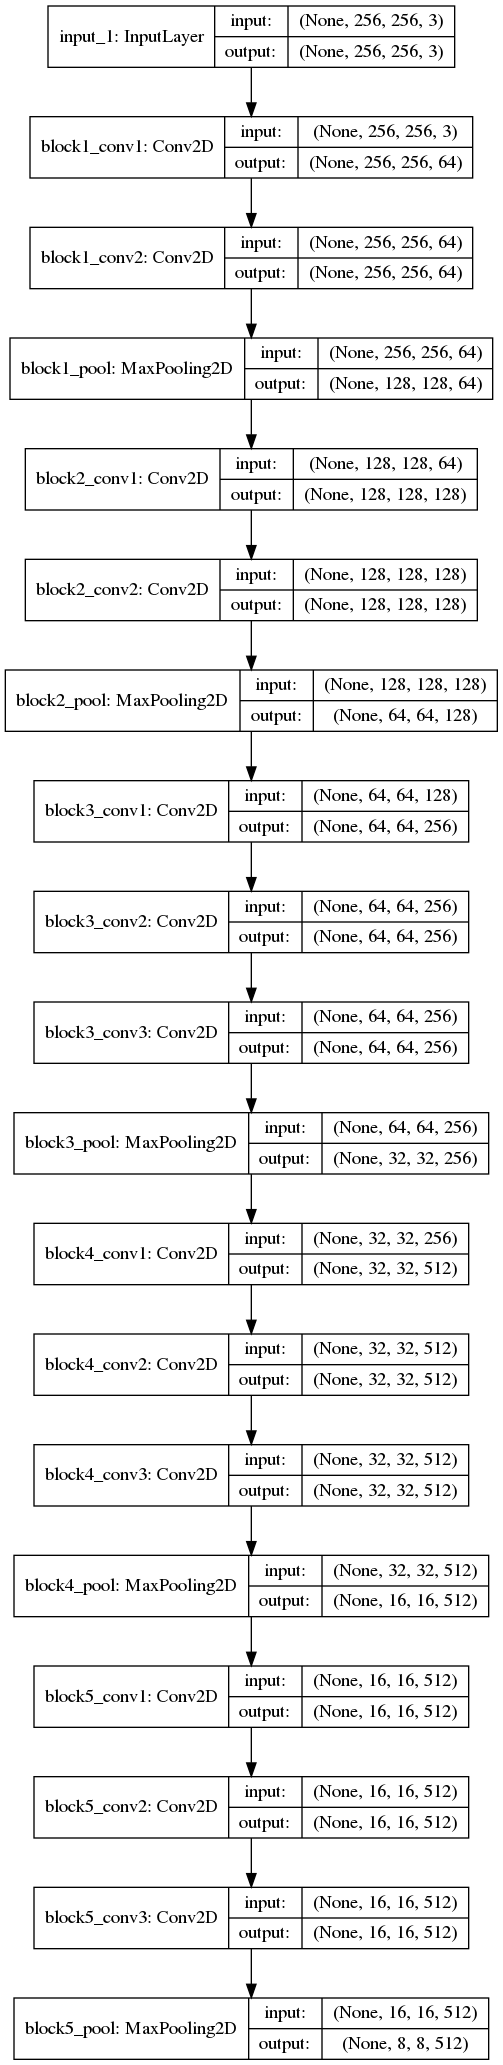 input_1: InputLayer
input: (None, 256, 256, 3)
output: (None, 256, 256, 3)
block1_conv1: Conv2D
input: (None, 256, 256, 3)
output: (None, 256, 256, 64)
block1_conv2: Conv2D
input: (None, 256, 256, 64)
output: (None, 256, 256, 64)
block1_pool: MaxPooling2D
input: (None, 256, 256, 64)
output: (None, 128, 128, 64)
block2_conv1: Conv2D
input: (None, 128, 128, 64)
output: (None, 128, 128, 128)
block2_conv2: Conv2D
input: (None, 128, 128, 128)
output: (None, 128, 128, 128)
block2_pool: MaxPooling2D
input: (None, 128, 128, 128)
output: (None, 64, 64, 128)
block3_conv1: Conv2D
input: (None, 64, 64, 128)
output: (None, 64, 64, 256)
block3_conv2: Conv2D
input: (None, 64, 64, 256)
output: (None, 64, 64, 256)
block3_conv3: Conv2D
input: (None, 64, 64, 256)
output: (None, 64, 64, 256)
block3_pool: MaxPooling2D
input: (None, 64, 64, 256)
output: (None, 32, 32, 256)
block4_conv1: Conv2D
input: (None, 32, 32, 256)
output: (None, 32, 32, 512)
block4_conv2: Conv2D
input: (None, 32, 32, 512)
output: (None, 32, 32, 512)
block4_conv3: Conv2D
input: (None, 32, 32, 512)
output: (None, 32, 32, 512)
block4_pool: MaxPooling2D
input: (None, 32, 32, 512)
output: (None, 16, 16, 512)
block5_conv1: Conv2D
input: (None, 16, 16, 512)
output: (None, 16, 16, 512)
block5_conv2: Conv2D
input: (None, 16, 16, 512)
output: (None, 16, 16, 512)
block5_conv3: Conv2D
input: (None, 16, 16, 512)
output: (None, 16, 16, 512)
block5_pool: MaxPooling2D
input: (None, 16, 16, 512)
output: (None, 8, 8, 512)